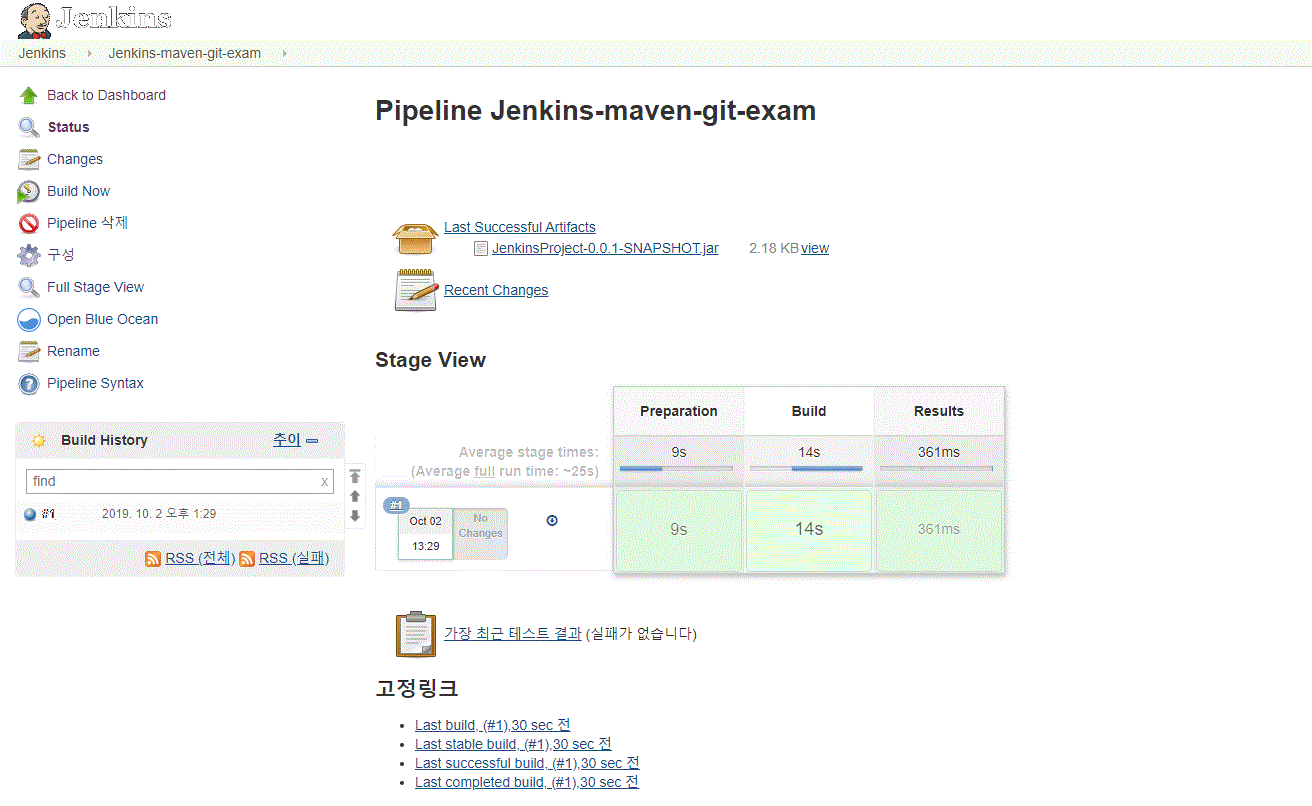 Jenkins
Jenkins Jenkins-maven-git-exam
Back to Dashboard
Status
Changes
Build Now
Pipeline 삭제
구성
Full Stage View
Open Blue Ocean
Rename
Pipeline Syntax
Build History 추이
find x
#1 2019. 10. 2 오후 1:29
RSS (전체) RSS (실패)
Pipeline Jenkins-maven-git-exam
Last Successful Artifacts
JenkinsProject-0.0.1-SNAPSHOT.jar 2.18 KB view
Recent Changes
Stage View
Preparation Build Results
Average stage times: 9s 14s 361ms
(Average full run time: ~25s)
#1
Oct 02
13:29
No
Changes
9s 14s 361ms
가장 최근 테스트 결과 (실패가 없습니다)
고정링크
Last build, (#1),30 sec 전
Last stable build, (#1),30 sec 전
Last successful build, (#1),30 sec 전
Last completed build, (#1),30 sec 전